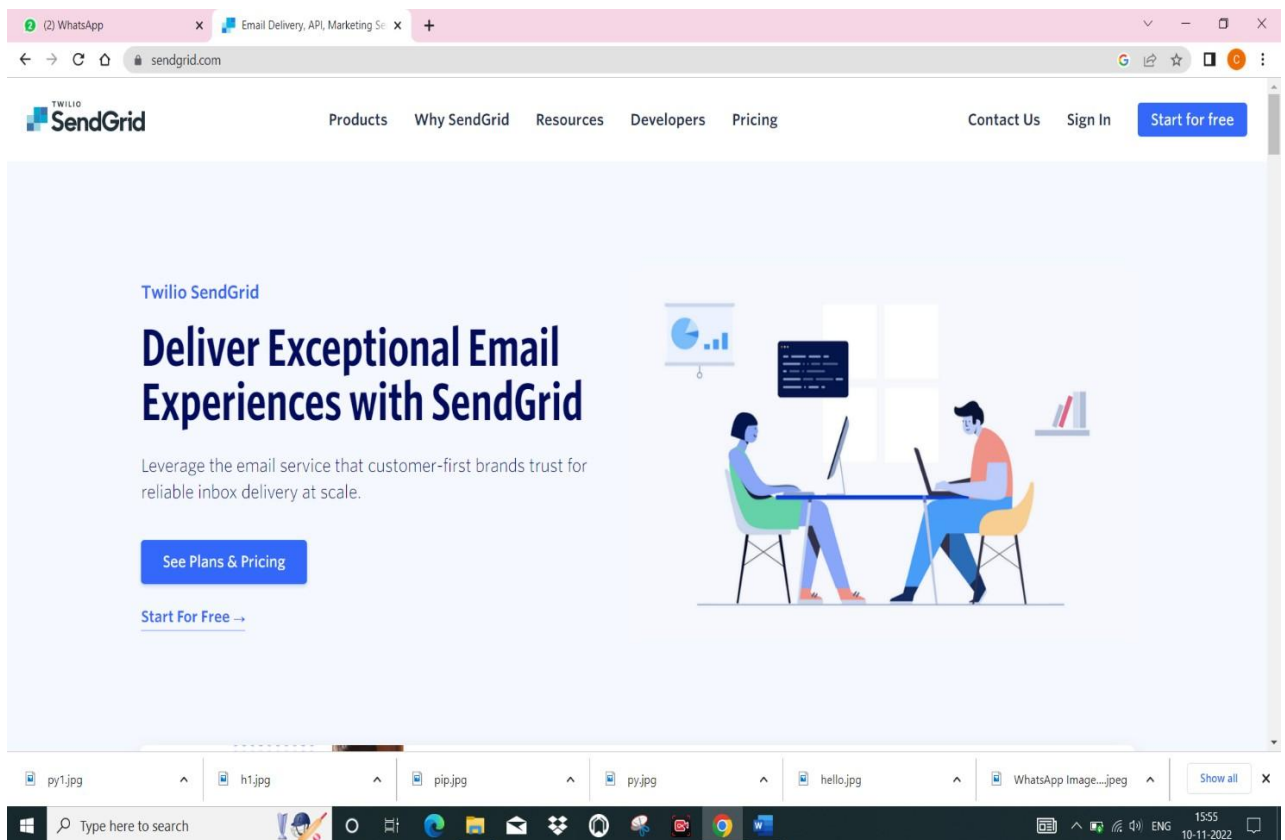 (2) WhatsApp
Email Delivery, API, Marketing Se
sendgrid.com
TWILIO
SendGrid
Products Why SendGrid Resources Developers Pricing Contact Us Sign In Start for free
Twilio SendGrid
Deliver Exceptional Email
Experiences with SendGrid
Leverage the email service that customer-first brands trust for
reliable inbox delivery at scale.
See Plans & Pricing
Start For Free →
py1.jpg h1.jpg pip.jpg py.jpg hello.jpg WhatsApp Image....jpeg Show all
Type here to search ENG 15:55
10-11-2022